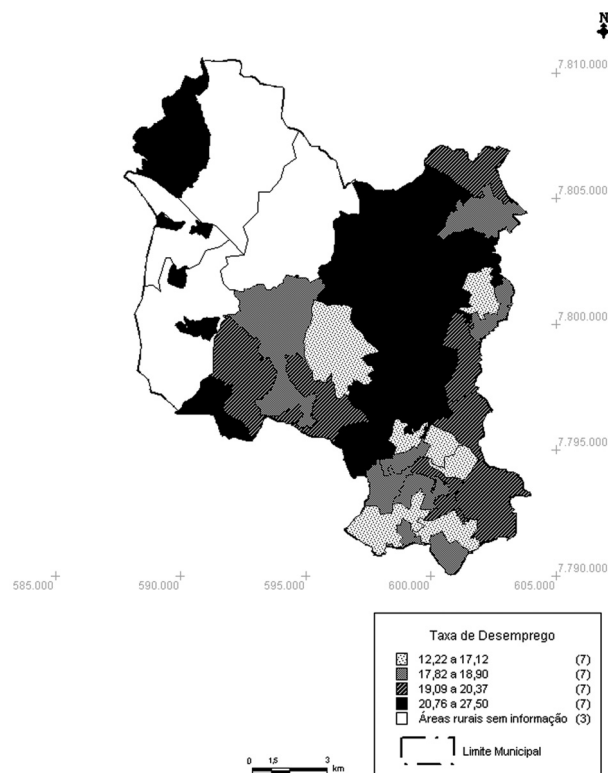 N
7.810.000
7.805.000
7.800.000
7.795.000
7.790.000
585.000 590.000 595.000 600.000 605.000
Taxa de Desemprego
12,22 a 17,12 (7)
17,82 a 18,90 (7)
19,09 a 20,37 (7)
20,76 a 27,50 (7)
Áreas rurais sem informação (3)
Limite Municipal
0 1,5 3
km